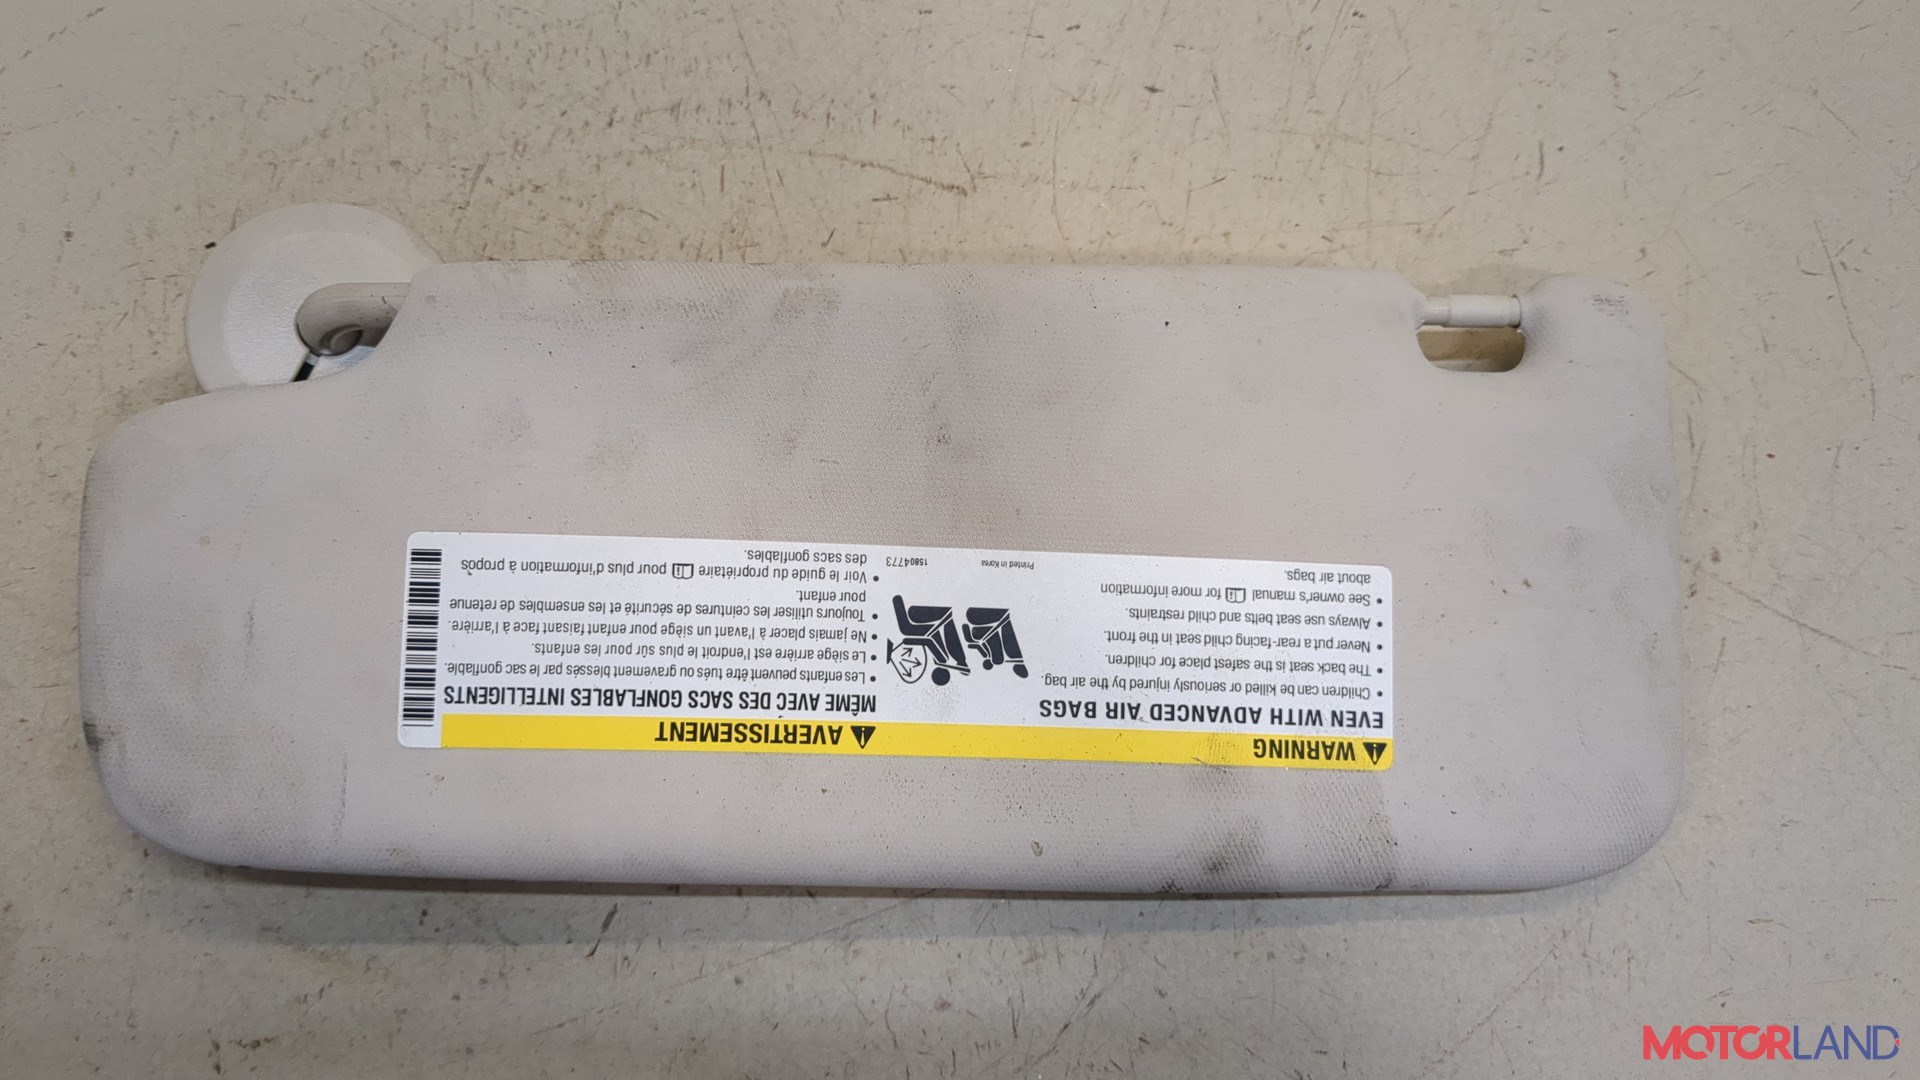 ⚠ WARNING
EVEN WITH ADVANCED AIR BAGS
• Children can be killed or seriously injured by the air bag.
• The back seat is the safest place for children.
• Never put a rear-facing child seat in the front.
• Always use seat belts and child restraints.
• See owner's manual for more information
about air bags.
Printed in Korea
⚠ AVERTISSEMENT
MÊME AVEC DES SACS GONFLABLES INTELLIGENTS
• Les enfants peuvent être tués ou gravement blessés par le sac gonflable.
• Le siège arrière est l'endroit le plus sûr pour les enfants.
• Ne jamais placer à l'avant un siège pour enfant faisant face à l'arrière.
• Toujours utiliser les ceintures de sécurité et les ensembles de retenue
pour enfant.
• Voir le guide du propriétaire pour plus d'information à propos
des sacs gonflables.
15804773
MOTORLAND